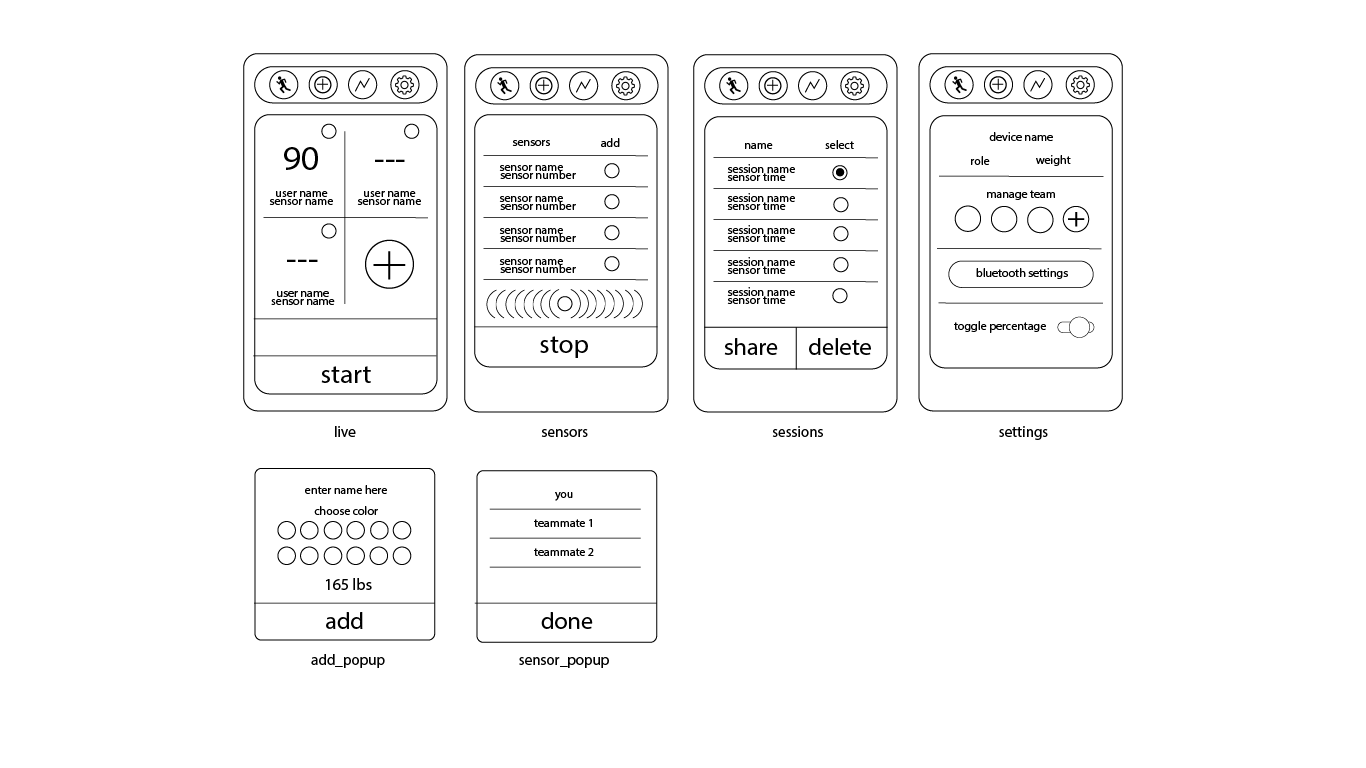 90
---
user name
sensor name
user name
sensor name
---
user name
sensor name
start
live
sensors
add
sensor name
sensor number
sensor name
sensor number
sensor name
sensor number
sensor name
sensor number
stop
sensors
name
select
session name
sensor time
session name
sensor time
session name
sensor time
session name
sensor time
session name
sensor time
share
delete
sessions
device name
role
weight
manage team
bluetooth settings
toggle percentage
settings
enter name here
choose color
165 lbs
add
add_popup
you
teammate 1
teammate 2
done
sensor_popup